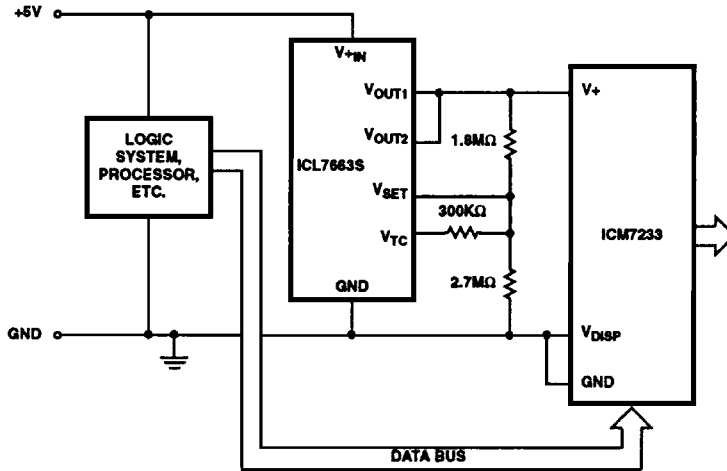 +5V
V+IN
VOUT1
VOUT2
ICL7663S
VSET
VTC
GND
1.8MΩ
300KΩ
2.7MΩ
LOGIC
SYSTEM,
PROCESSOR,
ETC.
V+
ICM7233
VDISP
GND
GND
DATA BUS